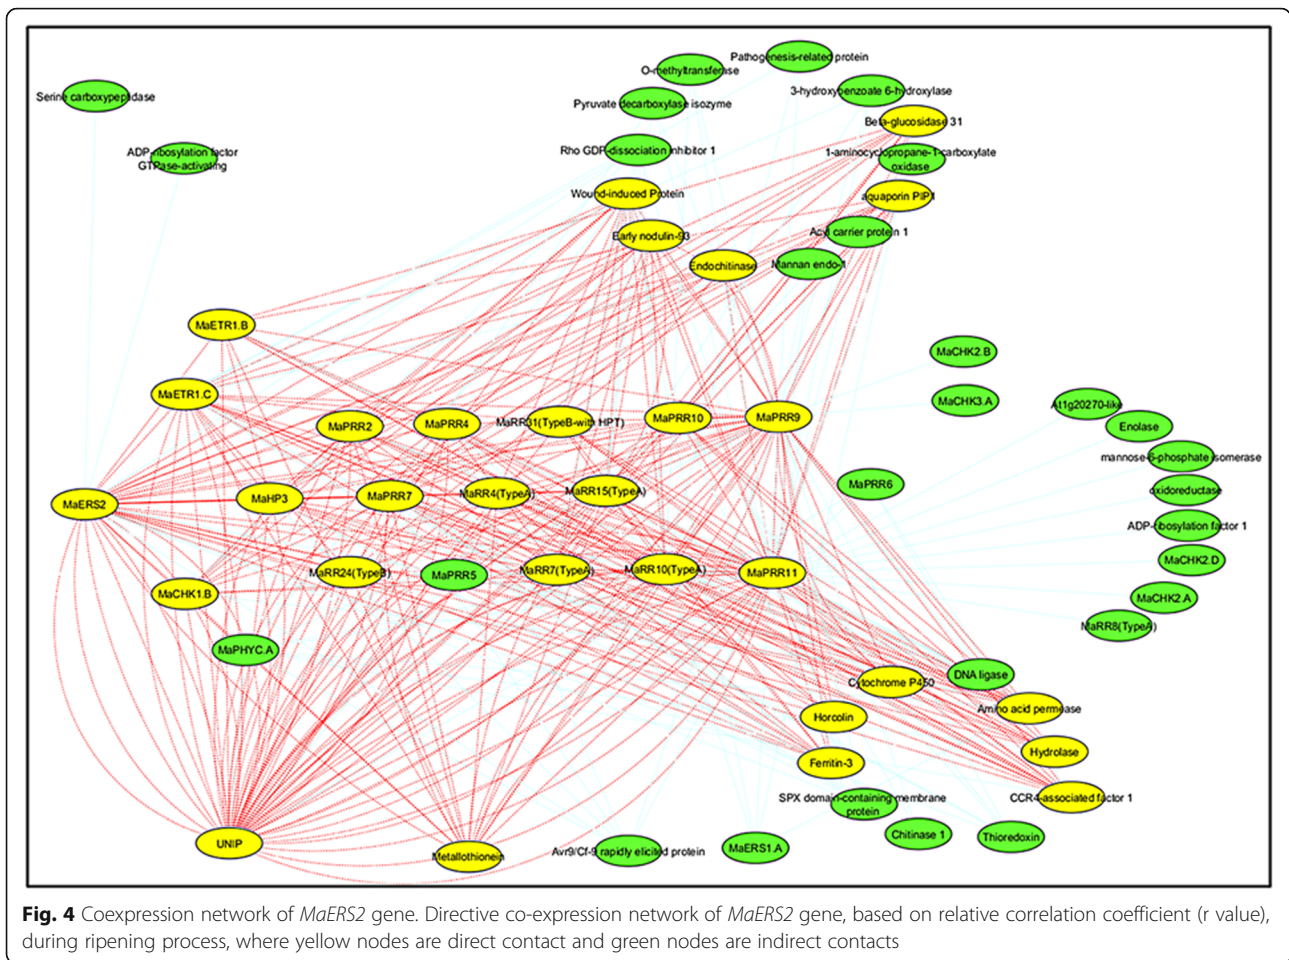 Pathogenesis-related protein
O-methyltransferase
Serine carboxypeptidase
3-hydroxybenzoate 6-hydroxylase
Pyruvate decarboxylase isozyme
Beta-glucosidase 31
Rho GDP-dissociation inhibitor 1
ADP-ribosylation factor
GTPase-activating
1-aminocyclopropane-1-carboxylate
oxidase
Wound-induced Protein
aquaporin PIP1
Early nodulin-93
Acyl carrier protein 1
Endochitinase
Mannan endo-1
MaETR1.B
MaCHK2.B
MaETR1.C
MaCHK3.A
At1g20270-like
MaPRR2
MaPRR4
MaRR31(TypeB-with HPT)
MaPRR10
MaPRR9
Enolase
mannose-6-phosphate isomerase
MaPRR6
oxidoreductase
MaERS2
MaHP3
MaPRR7
MaRR4(TypeA)
MaRR15(TypeA)
ADP-ribosylation factor 1
MaCHK2.D
MaRR24(TypeB)
MaPRR5
MaRR7(TypeA)
MaRR10(TypeA)
MaPRR11
MaCHK1.B
MaCHK2.A
MaRR8(TypeA)
MaPHYC.A
DNA ligase
Cytochrome P450
Amino acid permease
Horcolin
Hydrolase
Ferritin-3
SPX domain-containing membrane
protein
CCR4-associated factor 1
Chitinase 1
Thioredoxin
UNIP
Metallothionein
Avr9/Cf-9 rapidly elicited protein
MaERS1.A
Fig. 4 Coexpression network of MaERS2 gene. Directive co-expression network of MaERS2 gene, based on relative correlation coefficient (r value),
during ripening process, where yellow nodes are direct contact and green nodes are indirect contacts